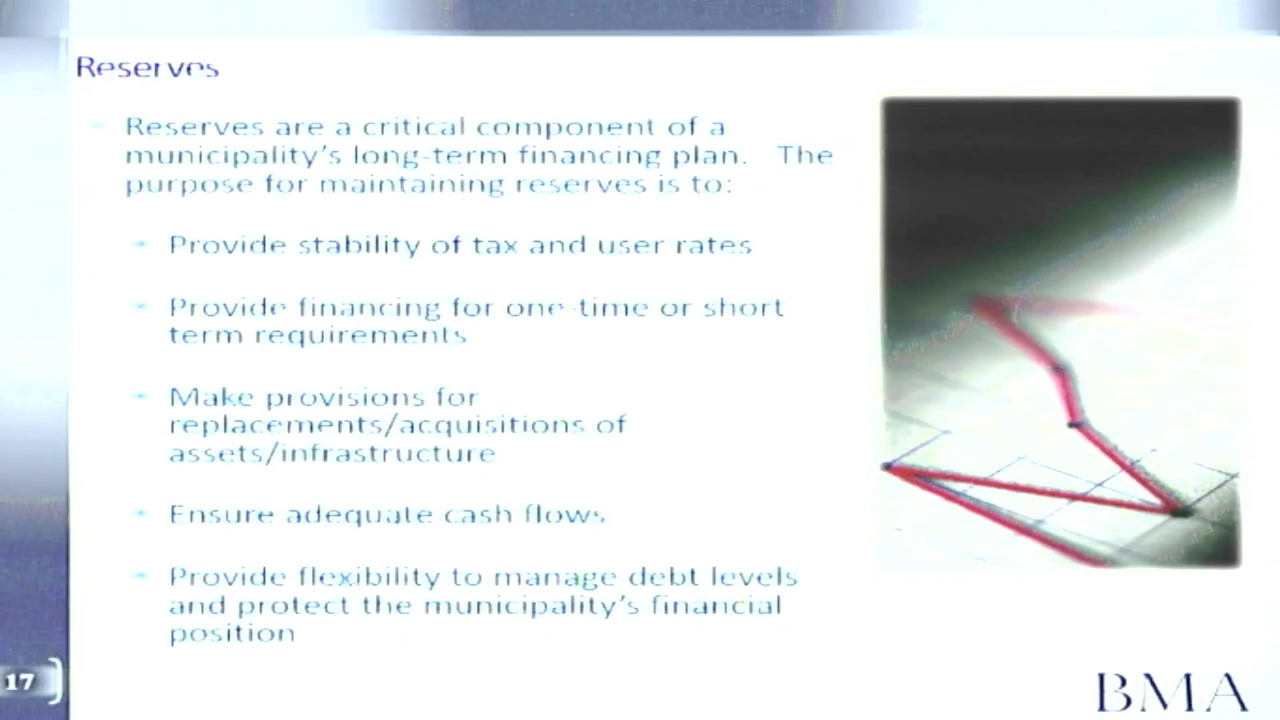 Reserves
Reserves are a critical component of a
municipality's long-term financing plan. The
purpose for maintaining reserves is to:
Provide stability of tax and user rates
Provide financing for one-time or short
term requirements
Make provisions for
replacements/acquisitions of
assets/infrastructure
Ensure adequate cash flows
Provide flexibility to manage debt levels
and protect the municipality's financial
position
17
BMA